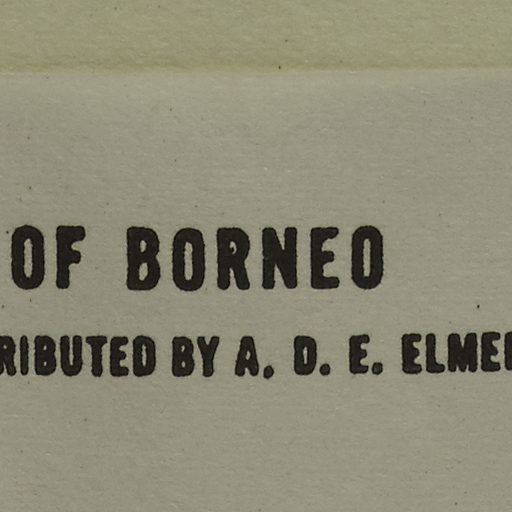 OF BORNEO
RIBUTED BY A. D. E. ELME